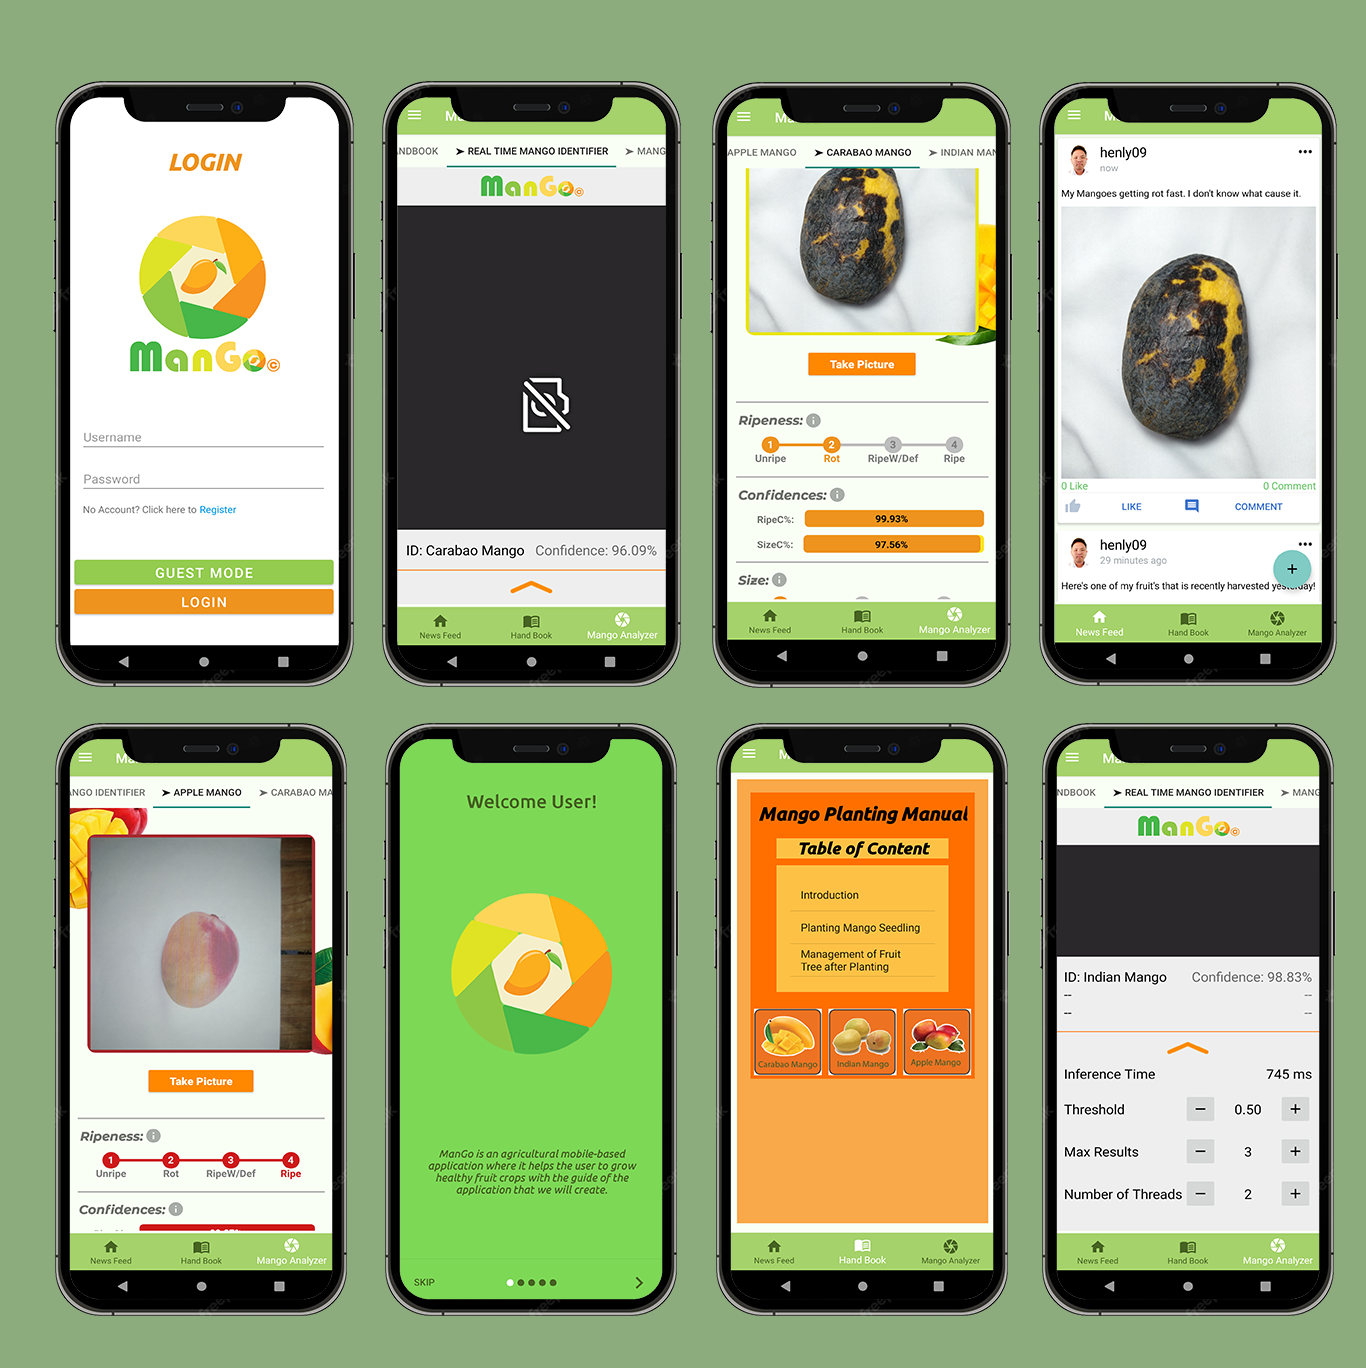 LOGIN
ManGo©
Username
Password
No Account? Click here to Register
GUEST MODE
LOGIN
NDBOOK
➤ REAL TIME MANGO IDENTIFIER
➤ MANG
ManGo©
ID: Carabao Mango
Confidence: 96.09%
News Feed
Hand Book
Mango Analyzer
APPLE MANGO
➤ CARABAO MANGO
➤ INDIAN MAN
Take Picture
Ripeness: i
1 2 3 4
Unripe Rot RipeW/Def Ripe
Confidences: i
RipeC%: 99.93%
SizeC%: 97.56%
Size: i
News Feed
Hand Book
Mango Analyzer
henly09
now
My Mangoes getting rot fast. I don't know what cause it.
0 Like
0 Comment
LIKE
COMMENT
henly09
29 minutes ago
Here's one of my fruit's that is recently harvested yesterday!
+
News Feed
Hand Book
Mango Analyzer
NGO IDENTIFIER
➤ APPLE MANGO
➤ CARABAO MA
Take Picture
Ripeness: i
1 2 3 4
Unripe Rot RipeW/Def Ripe
Confidences: i
News Feed
Hand Book
Mango Analyzer
Welcome User!
ManGo is an agricultural mobile-based
application where it helps the user to grow
healthy fruit crops with the guide of the
application that we will create.
SKIP
Mango Planting Manual
Table of Content
Introduction
Planting Mango Seedling
Management of Fruit
Tree after Planting
Carabao Mango
Indian Mango
Apple Mango
News Feed
Hand Book
Mango Analyzer
NDBOOK
➤ REAL TIME MANGO IDENTIFIER
➤ MANG
ManGo©
ID: Indian Mango
Confidence: 98.83%
-- --
-- --
Inference Time 745 ms
Threshold − 0.50 +
Max Results − 3 +
Number of Threads − 2 +
News Feed
Hand Book
Mango Analyzer